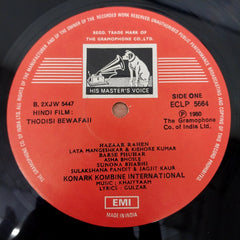 REGD. TRADE MARK OF
THE GRAMOPHONE CO. LTD.
HIS MASTER'S VOICE
B. 2XJW 5447
HINDI FILM:
THODISI BEWAFAII
SIDE ONE
ECLP 5664
℗ 1980
The Gramophone
Co. of India Ltd.
HAZAAR RAHEN
LATA MANGESHKAR & KISHORE KUMAR
BARSE PHUHAR
ASHA BHOSLE
SUNONA BHABHI
SULAKSHANA PANDIT & JAGJIT KAUR
KONARK KOMBINE INTERNATIONAL
MUSIC: KHAIYYAAM
LYRICS: GULZAR
EMI
MADE IN INDIA